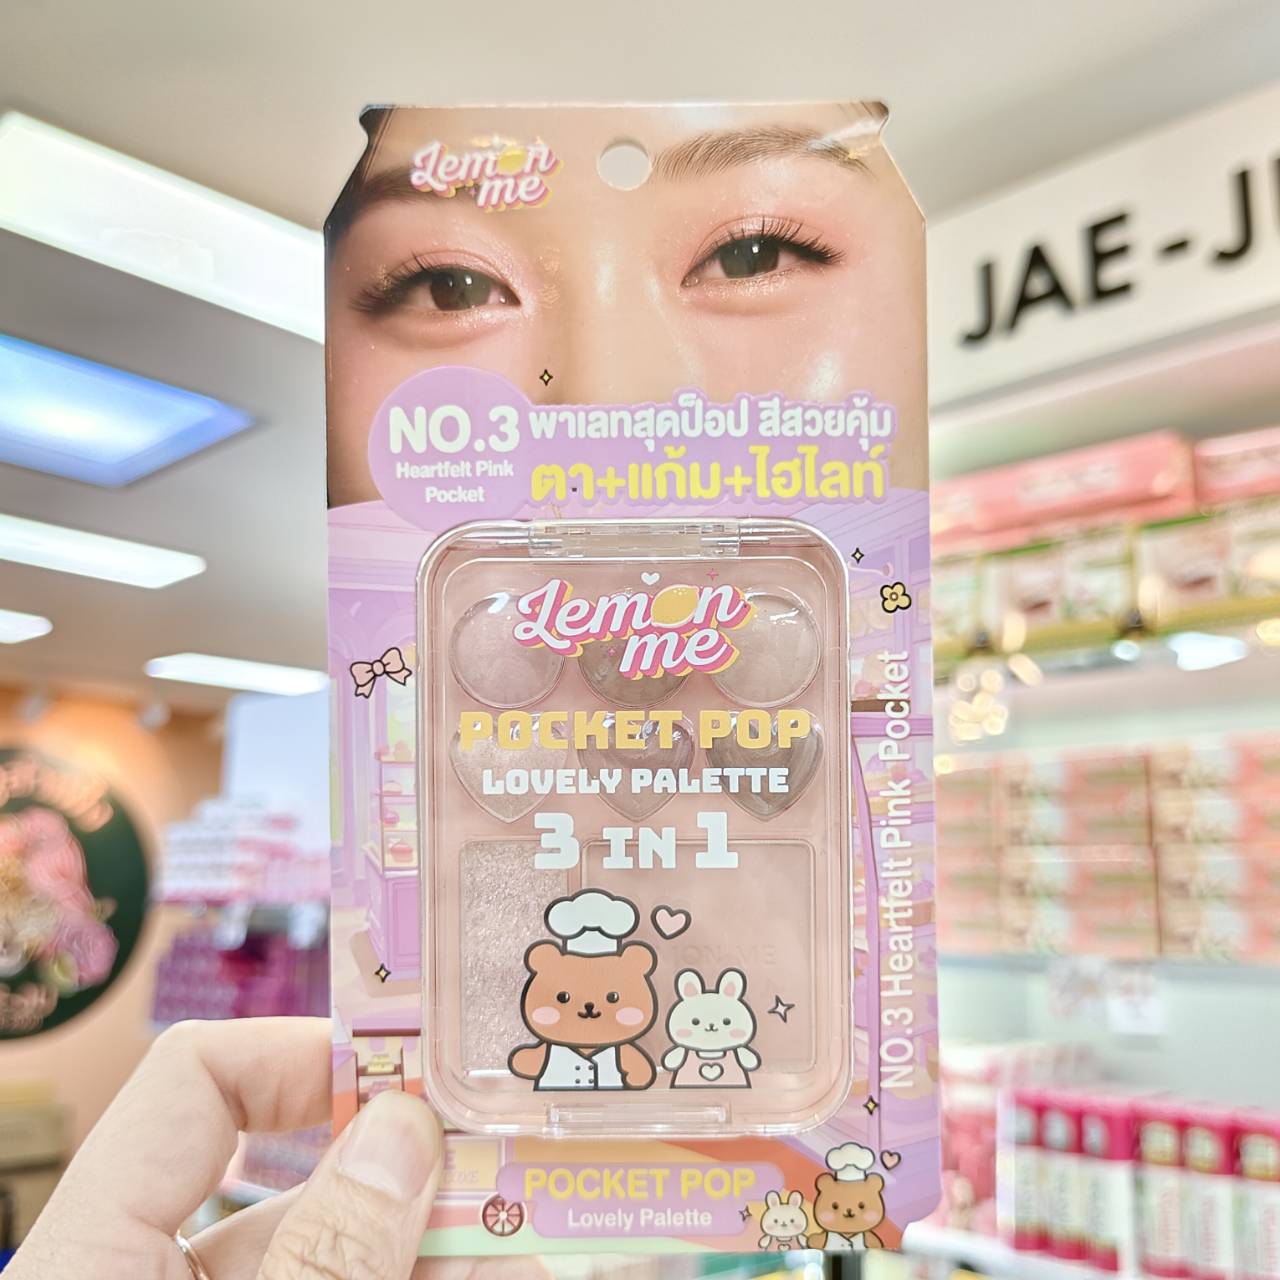 Lemon
me
JAE-J
NO.3
Heartfelt Pink
Pocket
พาเลทสุดป็อป สีสวยคุ้ม
ตา+แก้ม+ไฮไลท์
Lemon
me
POCKET POP
LOVELY PALETTE
3 IN 1
ON-ME
NO.3 Heartfelt Pink Pocket
POCKET POP
Lovely Palette